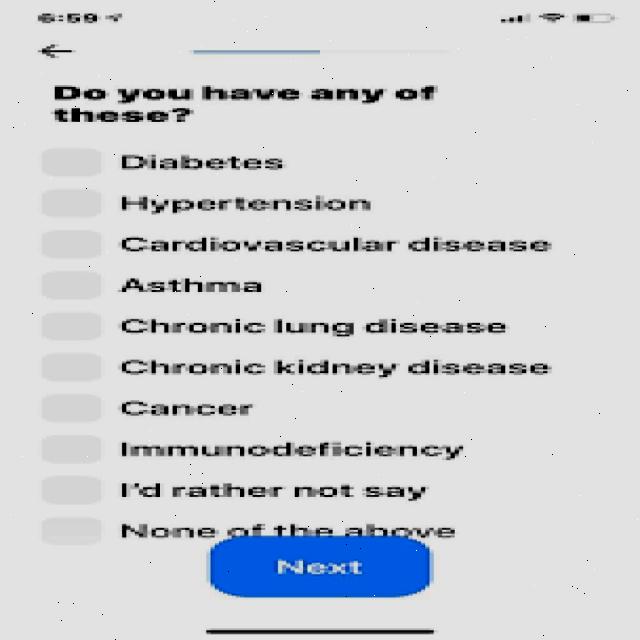 6:59
Do you have any of
these?
Diabetes
Hypertension
Cardiovascular disease
Asthma
Chronic lung disease
Chronic kidney disease
Cancer
Immunodeficiency
I'd rather not say
None of the above
Next